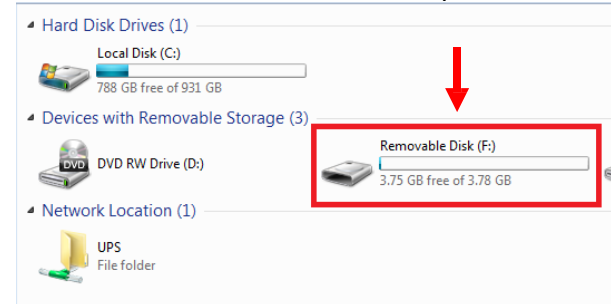 Hard Disk Drives (1)
Local Disk (C:)
788 GB free of 931 GB
Devices with Removable Storage (3)
DVD
DVD RW Drive (D:)
Removable Disk (F:)
3.75 GB free of 3.78 GB
Network Location (1)
UPS
File folder